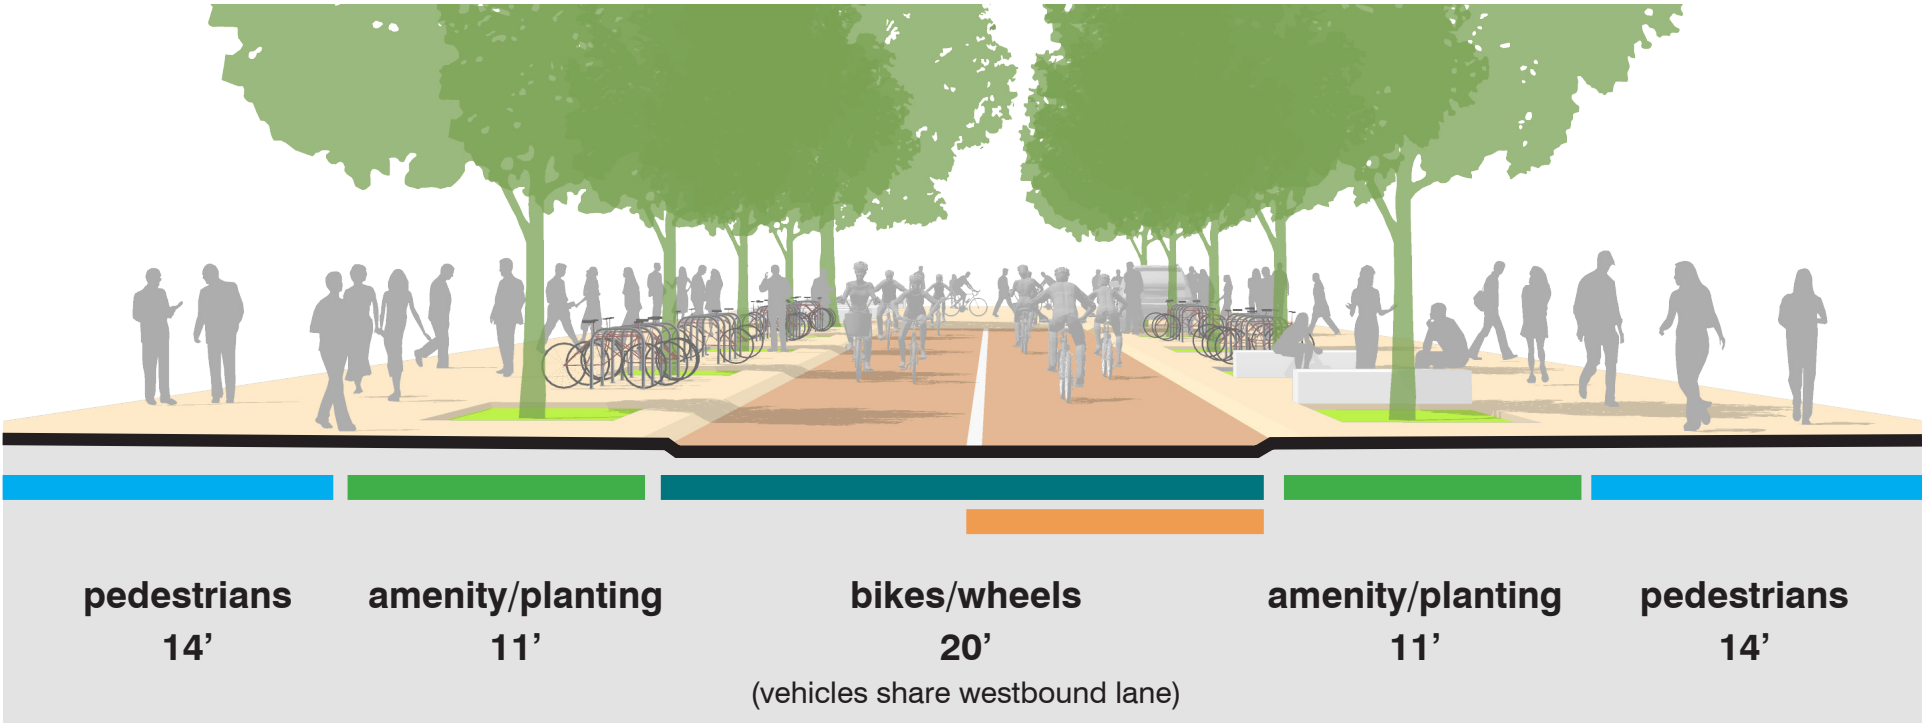 pedestrians
14’
amenity/planting
11’
bikes/wheels
20’
(vehicles share westbound lane)
amenity/planting
11’
pedestrians
14’